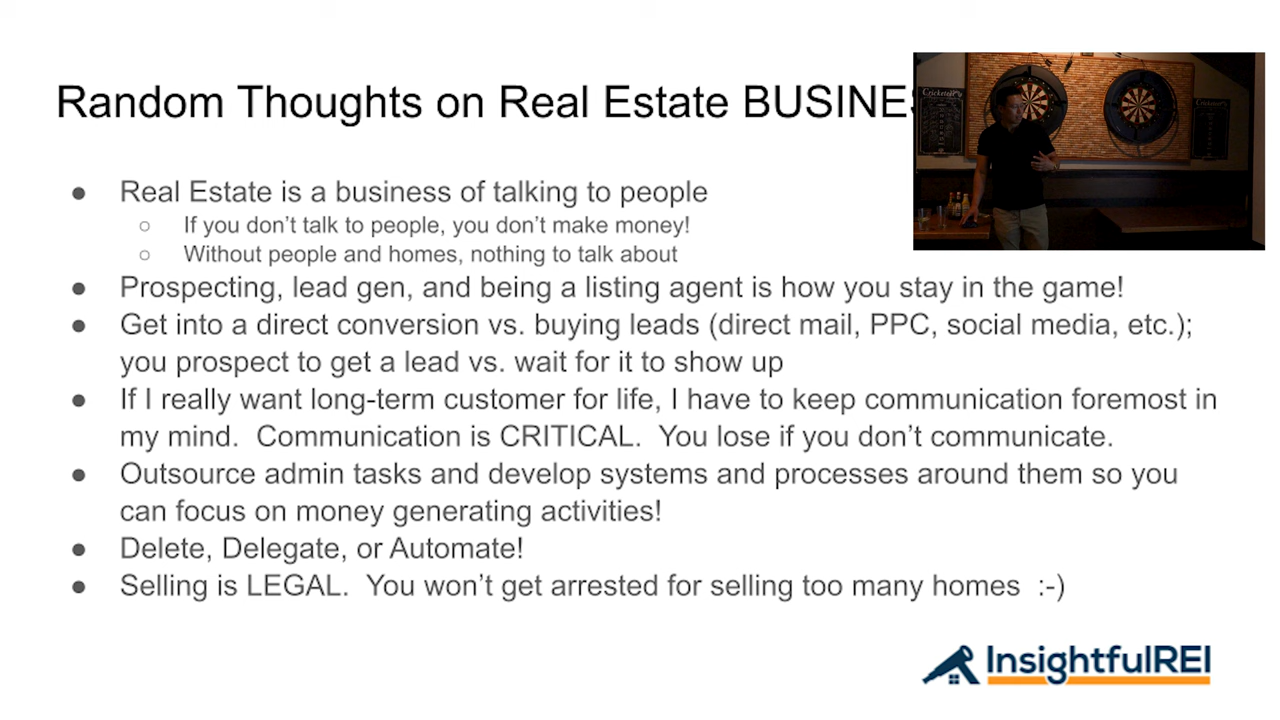 Random Thoughts on Real Estate BUSINE
● Real Estate is a business of talking to people
○ If you don’t talk to people, you don’t make money!
○ Without people and homes, nothing to talk about
● Prospecting, lead gen, and being a listing agent is how you stay in the game!
● Get into a direct conversion vs. buying leads (direct mail, PPC, social media, etc.);
you prospect to get a lead vs. wait for it to show up
● If I really want long-term customer for life, I have to keep communication foremost in
my mind.  Communication is CRITICAL.  You lose if you don’t communicate.
● Outsource admin tasks and develop systems and processes around them so you
can focus on money generating activities!
● Delete, Delegate, or Automate!
● Selling is LEGAL.  You won’t get arrested for selling too many homes  :-)
InsightfulREI